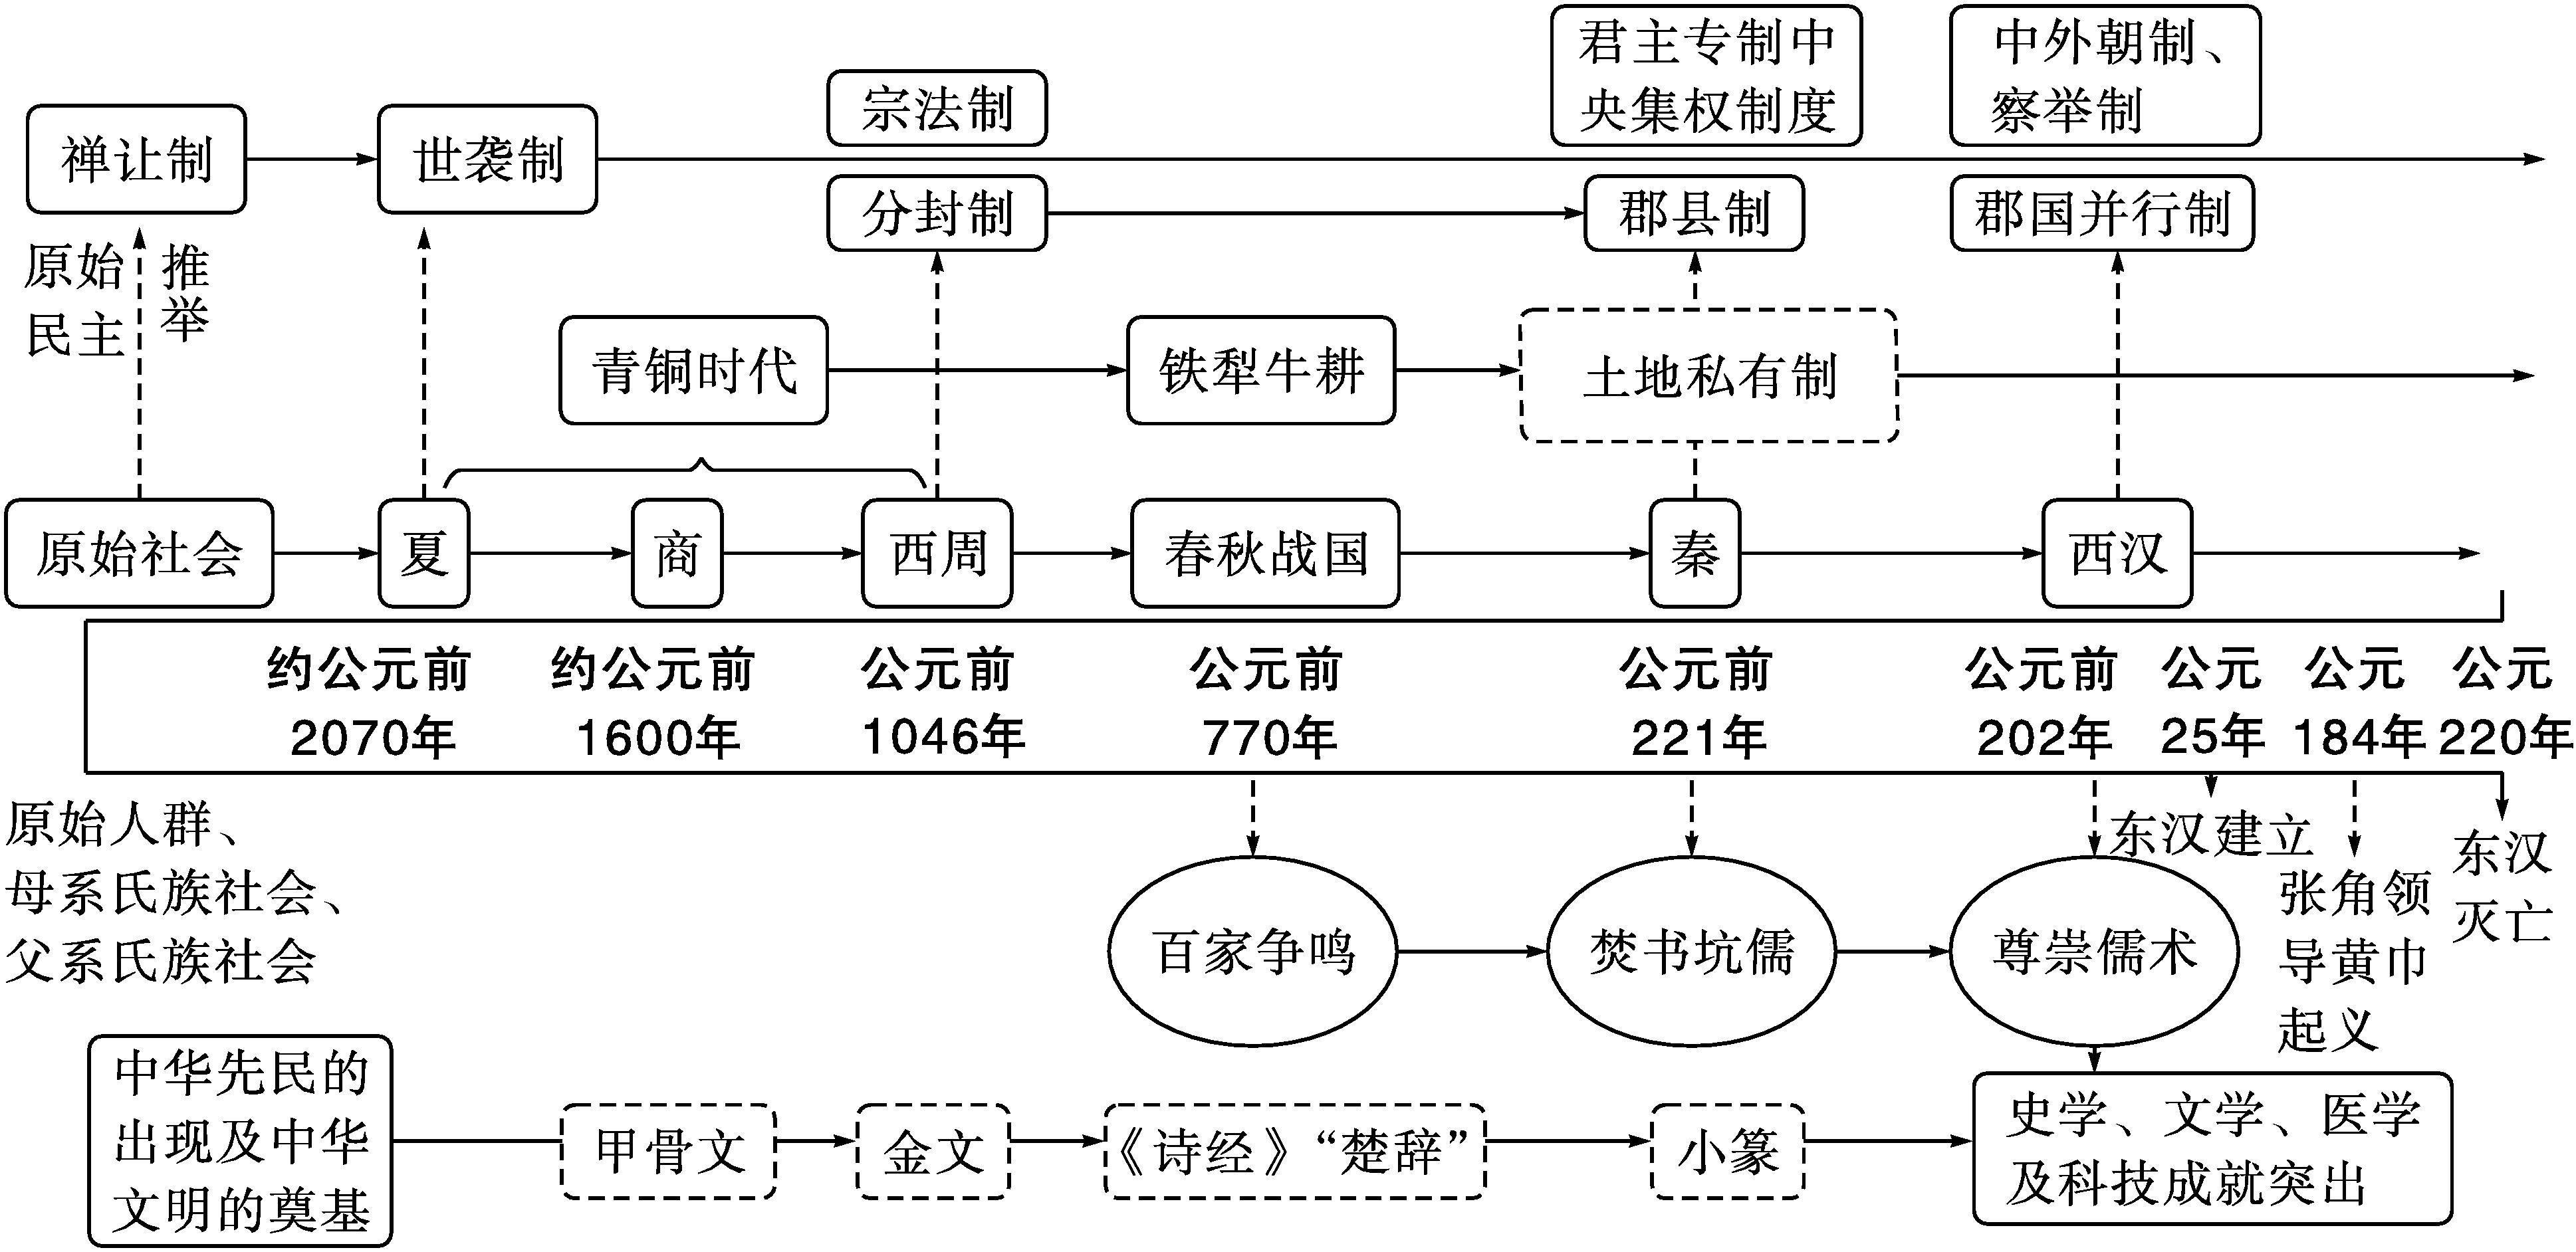 君主专制中
央集权制度
中外朝制、
察举制
宗法制
禅让制
世袭制
分封制
郡县制
郡国并行制
原始
民主
推
举
青铜时代
铁犁牛耕
土地私有制
原始社会
夏
商
西周
春秋战国
秦
西汉
约公元前
2070年
约公元前
1600年
公元前
1046年
公元前
770年
公元前
221年
公元前
202年
公元
25年
公元
184年
公元
220年
原始人群、
母系氏族社会、
父系氏族社会
百家争鸣
焚书坑儒
尊崇儒术
东汉建立
张角领
导黄巾
起义
东汉
灭亡
中华先民的
出现及中华
文明的奠基
甲骨文
金文
《诗经》“楚辞”
小篆
史学、文学、医学
及科技成就突出